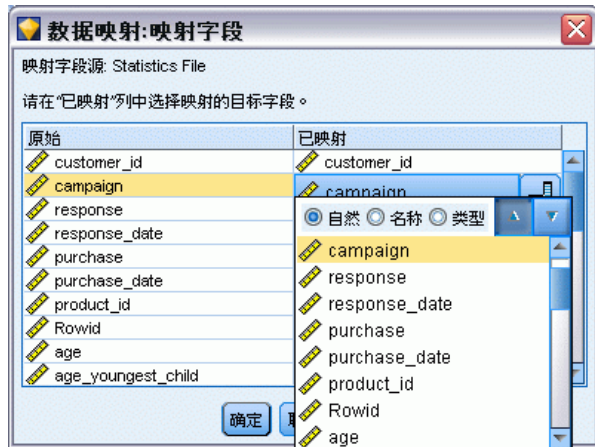 数据映射:映射字段
映射字段源: Statistics File
请在“已映射”列中选择映射的目标字段。
原始 已映射
customer_id customer_id
campaign campaign
response
response_date
purchase
purchase_date
product_id
Rowid
age
age_youngest_child
自然 名称 类型
campaign
response
response_date
purchase
purchase_date
product_id
Rowid
age
确定